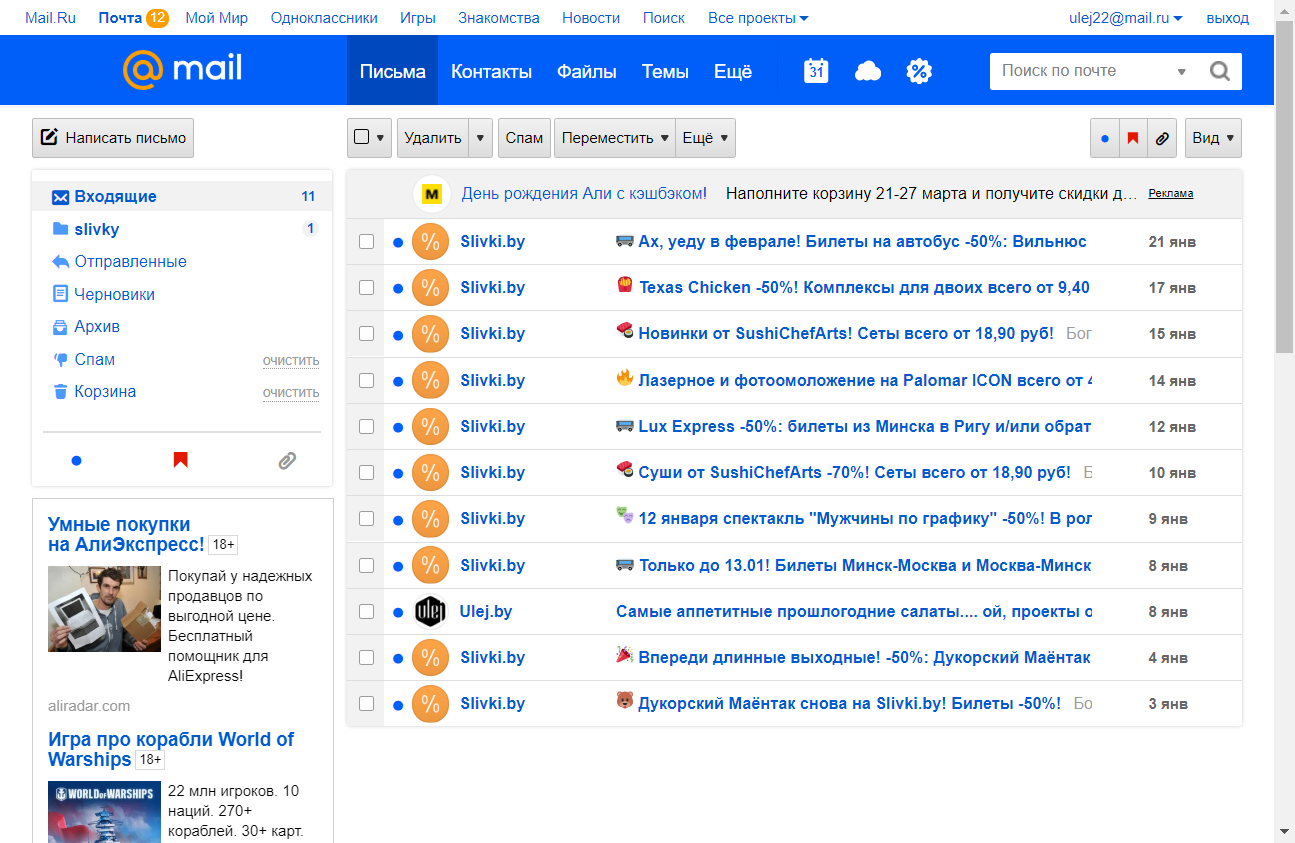 Mail.Ru Почта 12 Мой Мир Одноклассники Игры Знакомства Новости Поиск Все проекты ulej22@mail.ru выход
@mail Письма Контакты Файлы Темы Ещё 31 % Поиск по почте
Написать письмо Удалить Спам Переместить Ещё Вид
Входящие 11
slivky 1
Отправленные
Черновики
Архив
Спам очистить
Корзина очистить
Умные покупки
на АлиЭкспресс! 18+
Покупай у надежных
продавцов по
выгодной цене.
Бесплатный
помощник для
AliExpress!
aliradar.com
Игра про корабли World of
Warships 18+
WORLD OF WARSHIPS
22 млн игроков. 10
наций. 270+
кораблей. 30+ карт.
М День рождения Али с кэшбэком! Наполните корзину 21-27 марта и получите скидки д... Реклама
% Slivki.by Ах, уеду в феврале! Билеты на автобус -50%: Вильнюс 21 янв
% Slivki.by Texas Chicken -50%! Комплексы для двоих всего от 9,40 17 янв
% Slivki.by Новинки от SushiChefArts! Сеты всего от 18,90 руб! Бог 15 янв
% Slivki.by Лазерное и фотоомоложение на Palomar ICON всего от 4 14 янв
% Slivki.by Lux Express -50%: билеты из Минска в Ригу и/или обрат 12 янв
% Slivki.by Суши от SushiChefArts -70%! Сеты всего от 18,90 руб! Б 10 янв
% Slivki.by 12 января спектакль "Мужчины по графику" -50%! В рол 9 янв
% Slivki.by Только до 13.01! Билеты Минск-Москва и Москва-Минск 8 янв
ulej Ulej.by Самые аппетитные прошлогодние салаты.... ой, проекты о 8 янв
% Slivki.by Впереди длинные выходные! -50%: Дукорский Маёнтак 4 янв
% Slivki.by Дукорский Маёнтак снова на Slivki.by! Билеты -50%! Бо 3 янв